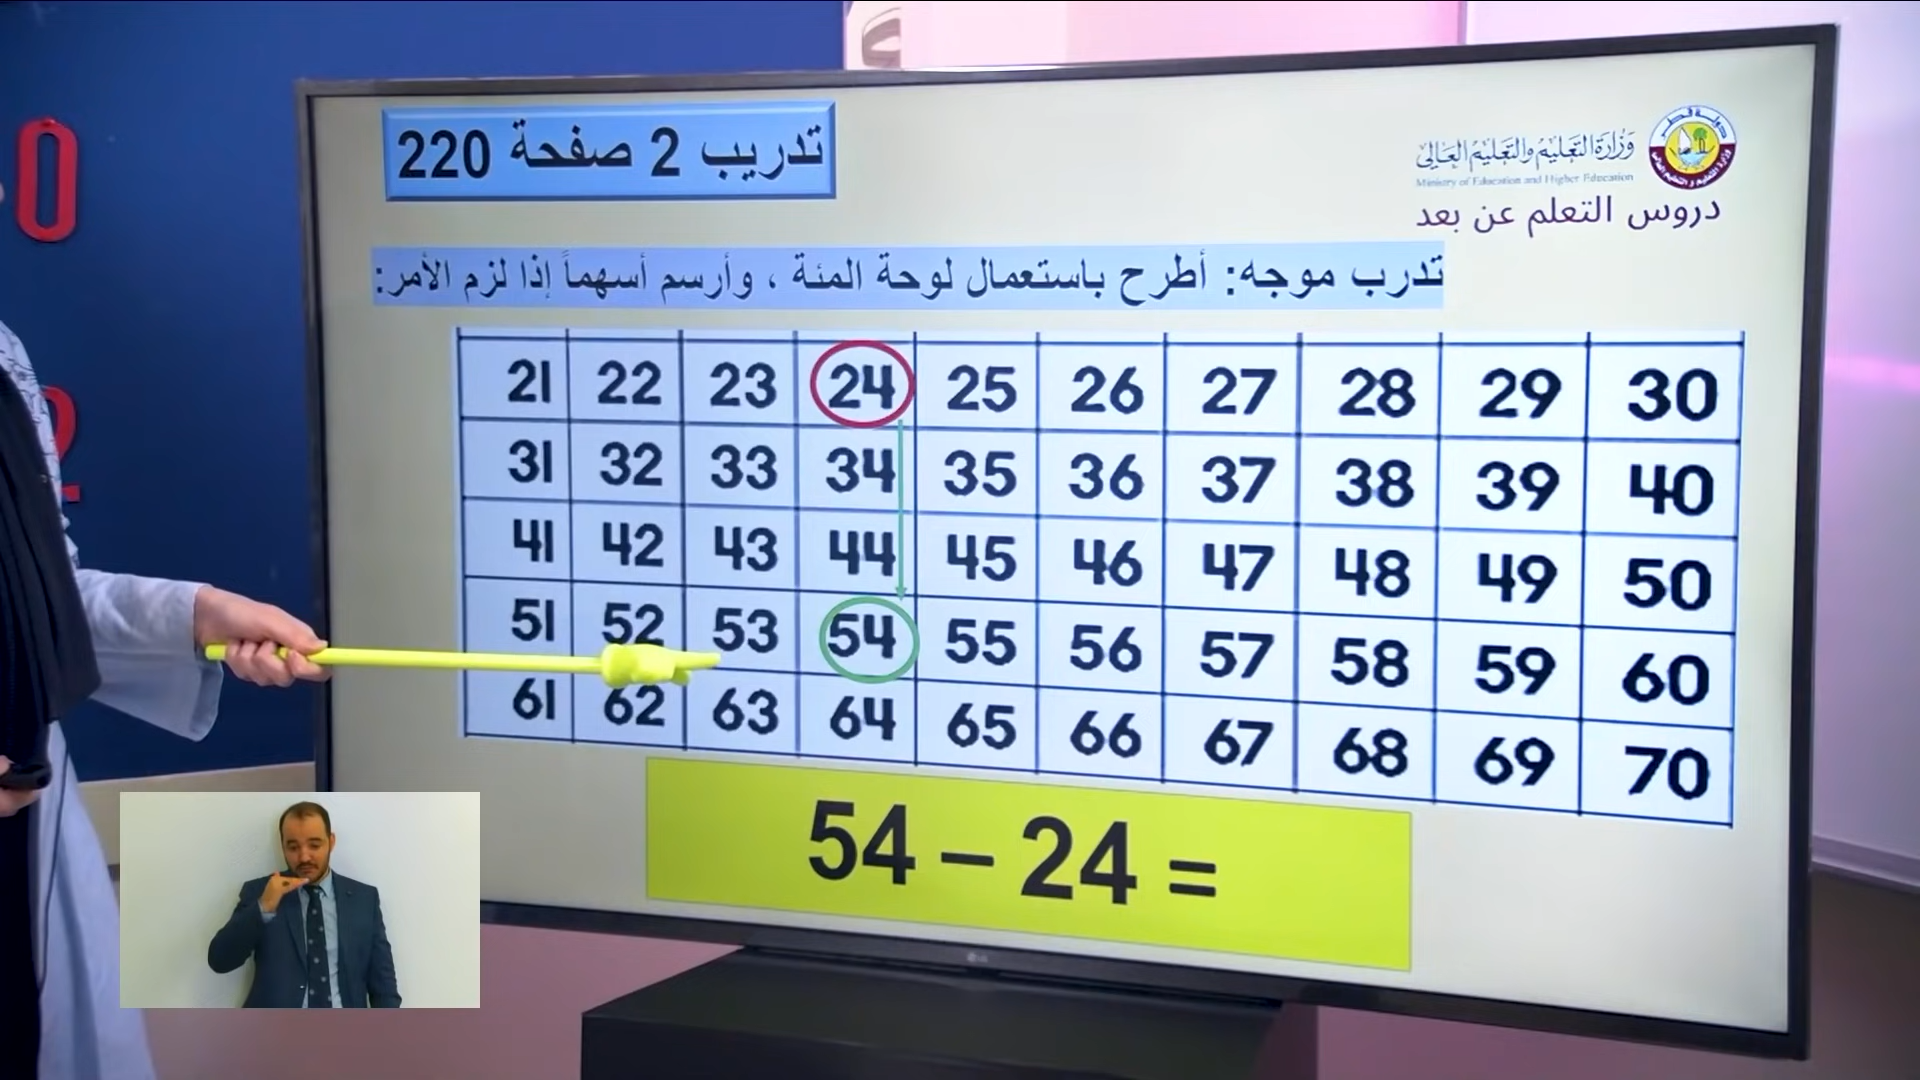 0
2
تدريب 2 صفحة 220
وزارة التعليم والتعليم العالي
Ministry of Education and Higher Education
دروس التعلم عن بعد
تدرب موجه: أطرح باستعمال لوحة المئة ، وأرسم أسهماً إذا لزم الأمر:
21 22 23 24 25 26 27 28 29 30
31 32 33 34 35 36 37 38 39 40
41 42 43 44 45 46 47 48 49 50
51 52 53 54 55 56 57 58 59 60
61 62 63 64 65 66 67 68 69 70
54 – 24 =
LG